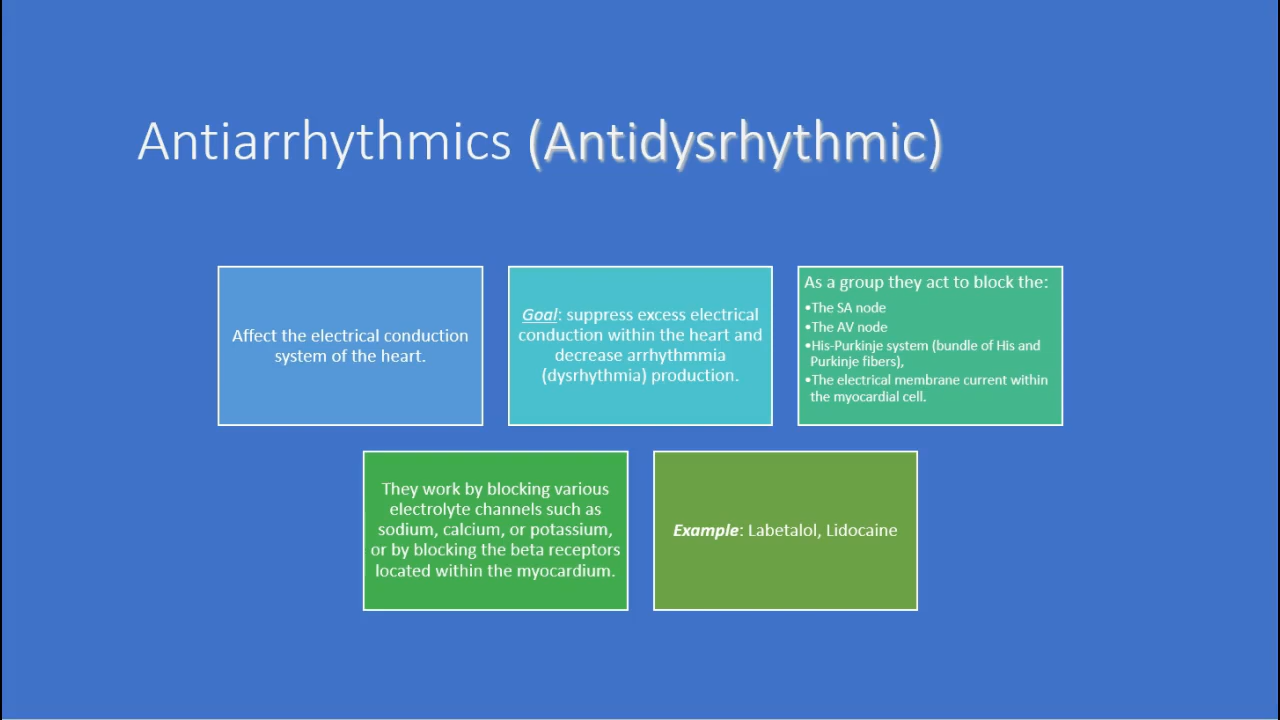 Antiarrhythmics (Antidysrhythmic)
Affect the electrical conduction
system of the heart.
Goal: suppress excess electrical
conduction within the heart and
decrease arrhythmmia
(dysrhythmia) production.
As a group they act to block the:
•The SA node
•The AV node
•His-Purkinje system (bundle of His and
Purkinje fibers),
•The electrical membrane current within
the myocardial cell.
They work by blocking various
electrolyte channels such as
sodium, calcium, or potassium,
or by blocking the beta receptors
located within the myocardium.
Example: Labetalol, Lidocaine